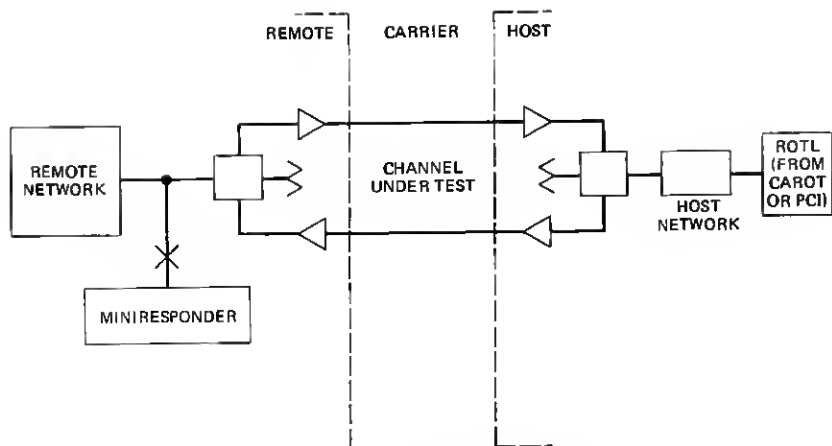 REMOTE
CARRIER
HOST
REMOTE
NETWORK
CHANNEL
UNDER TEST
HOST
NETWORK
ROTL
(FROM
CAROT
OR PCI)
MINIRESPONDER